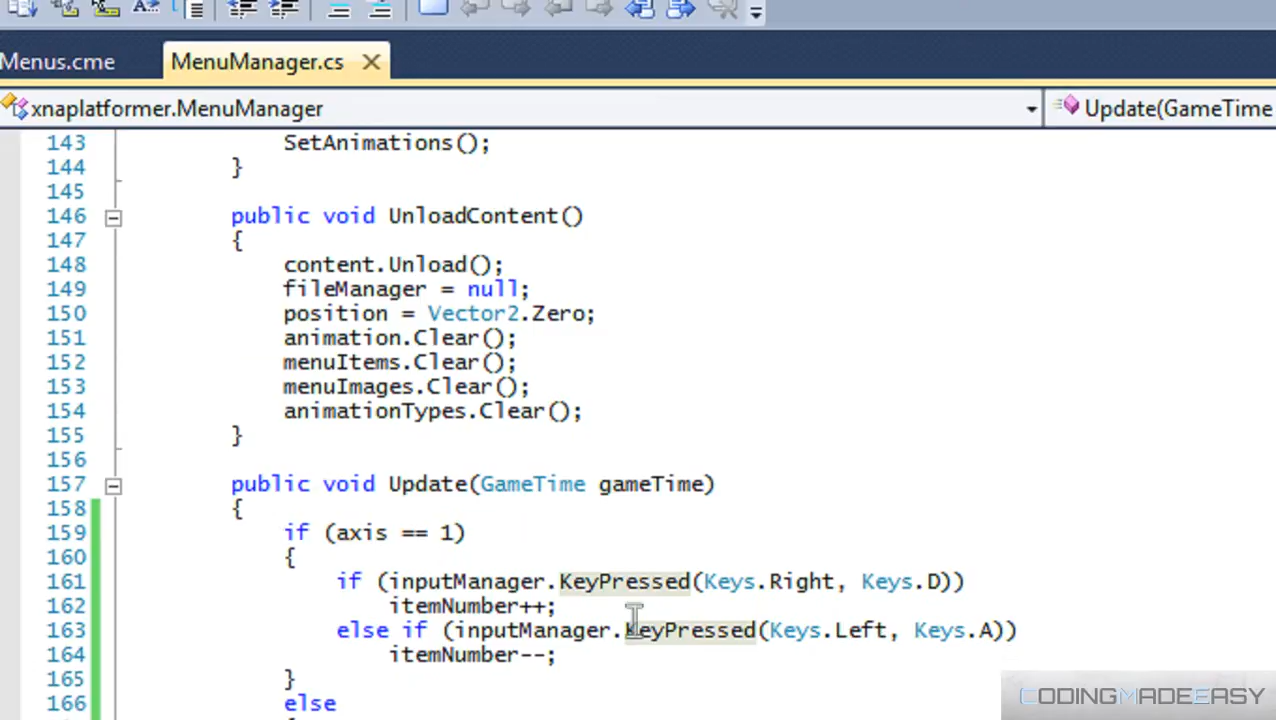 Menus.cme MenuManager.cs
xnaplatformer.MenuManager Update(GameTime
143 SetAnimations();
144 }
145
146 public void UnloadContent()
147 {
148 content.Unload();
149 fileManager = null;
150 position = Vector2.Zero;
151 animation.Clear();
152 menuItems.Clear();
153 menuImages.Clear();
154 animationTypes.Clear();
155 }
156
157 public void Update(GameTime gameTime)
158 {
159 if (axis == 1)
160 {
161 if (inputManager.KeyPressed(Keys.Right, Keys.D))
162 itemNumber++;
163 else if (inputManager.KeyPressed(Keys.Left, Keys.A))
164 itemNumber--;
165 }
166 else
CODINGMADEEASY